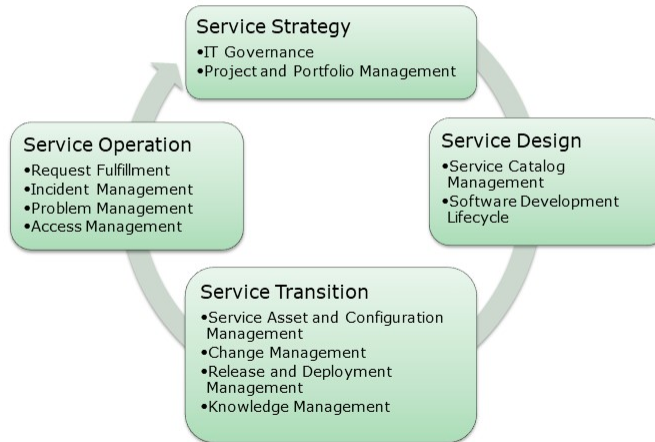 Service Strategy
•IT Governance
•Project and Portfolio Management
Service Operation
•Request Fulfillment
•Incident Management
•Problem Management
•Access Management
Service Design
•Service Catalog
Management
•Software Development
Lifecycle
Service Transition
•Service Asset and Configuration
Management
•Change Management
•Release and Deployment
Management
•Knowledge Management